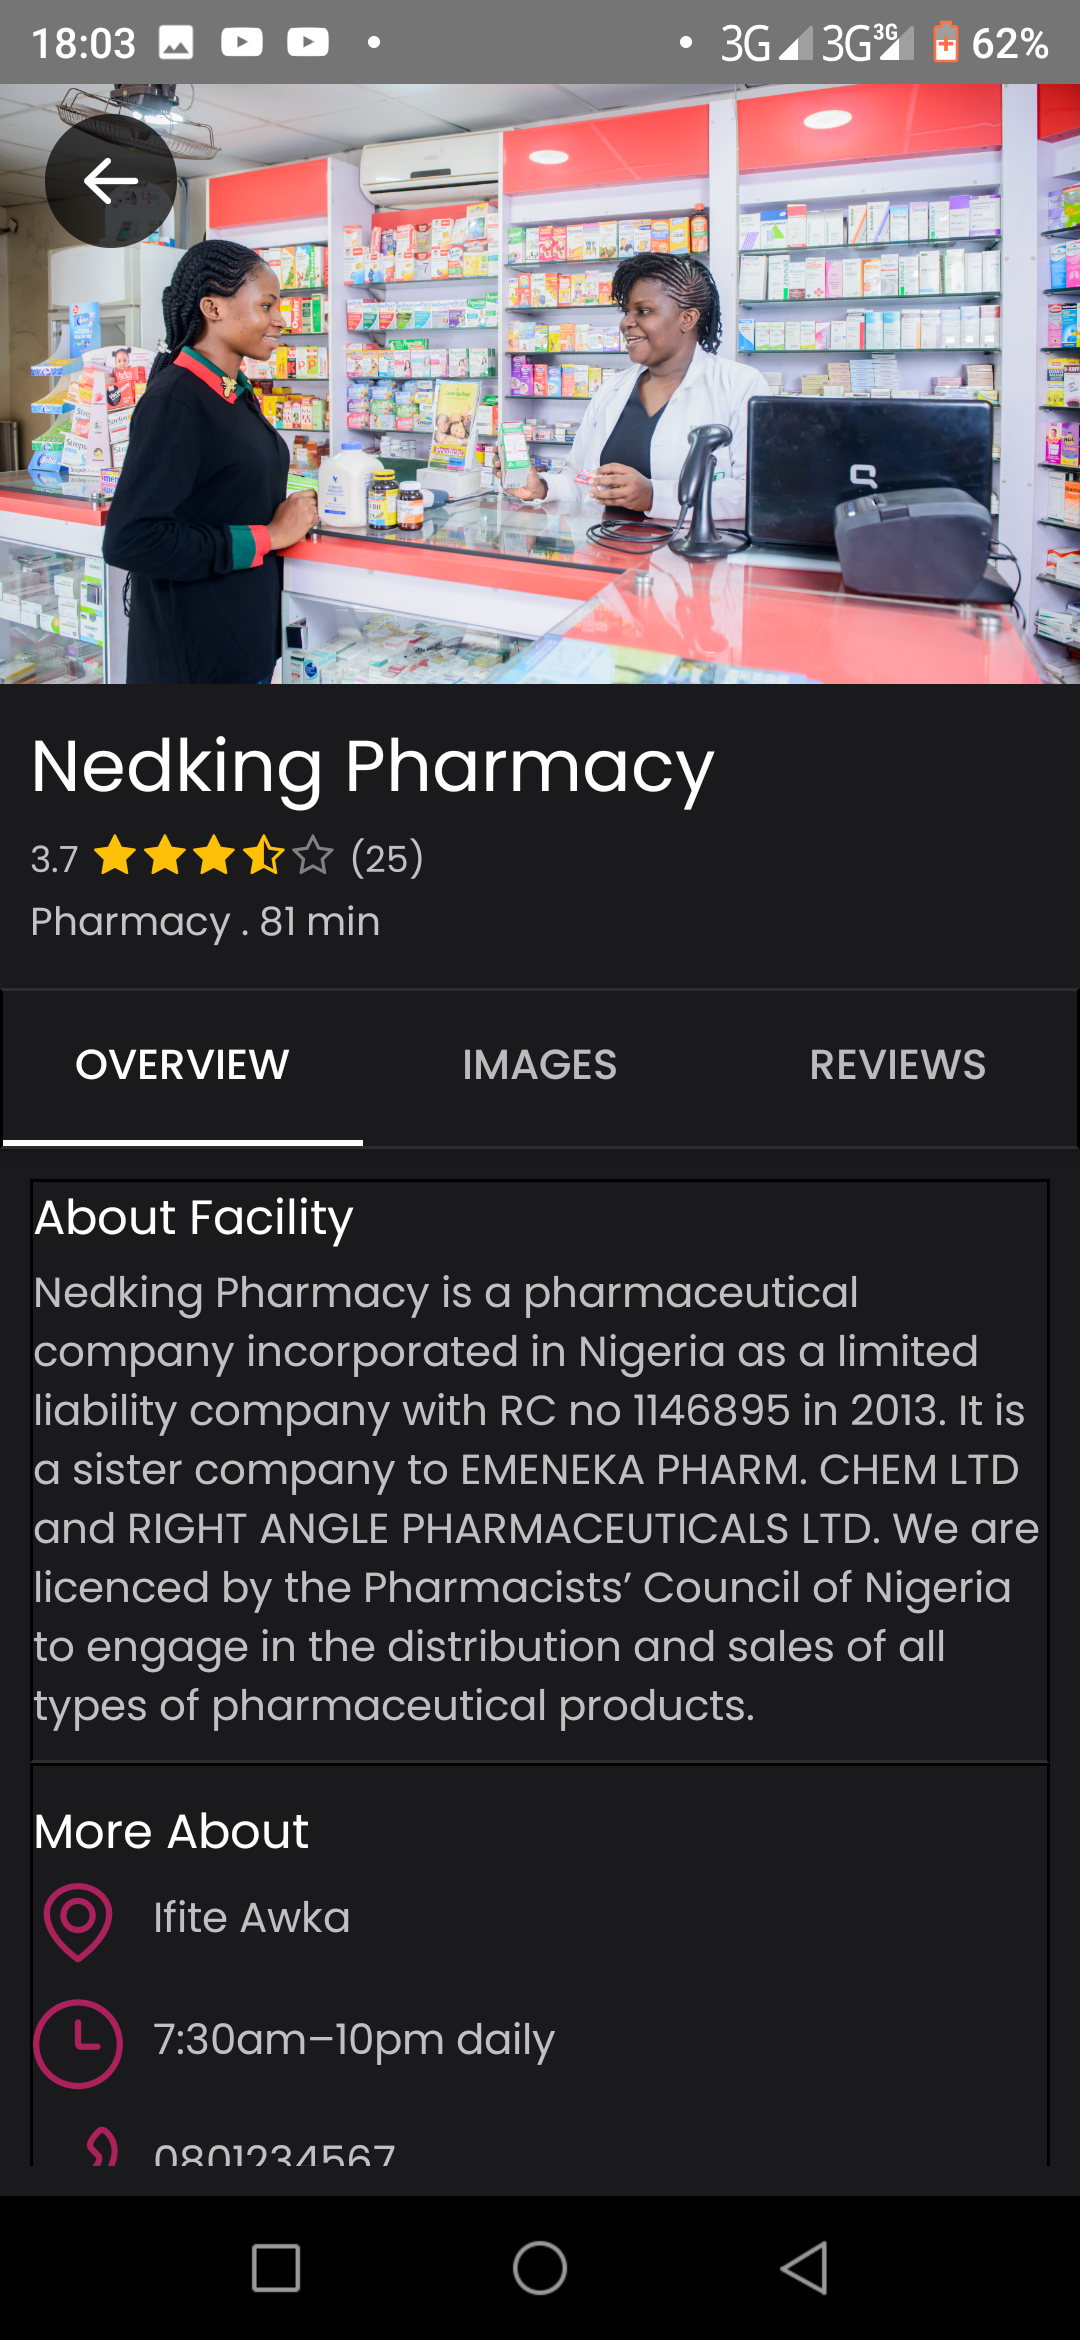 18:03
3G 3G 3G 62%
Nedking Pharmacy
3.7 (25)
Pharmacy . 81 min
OVERVIEW IMAGES REVIEWS
About Facility
Nedking Pharmacy is a pharmaceutical
company incorporated in Nigeria as a limited
liability company with RC no 1146895 in 2013. It is
a sister company to EMENEKA PHARM. CHEM LTD
and RIGHT ANGLE PHARMACEUTICALS LTD. We are
licenced by the Pharmacists’ Council of Nigeria
to engage in the distribution and sales of all
types of pharmaceutical products.
More About
Ifite Awka
7:30am–10pm daily
0801234567